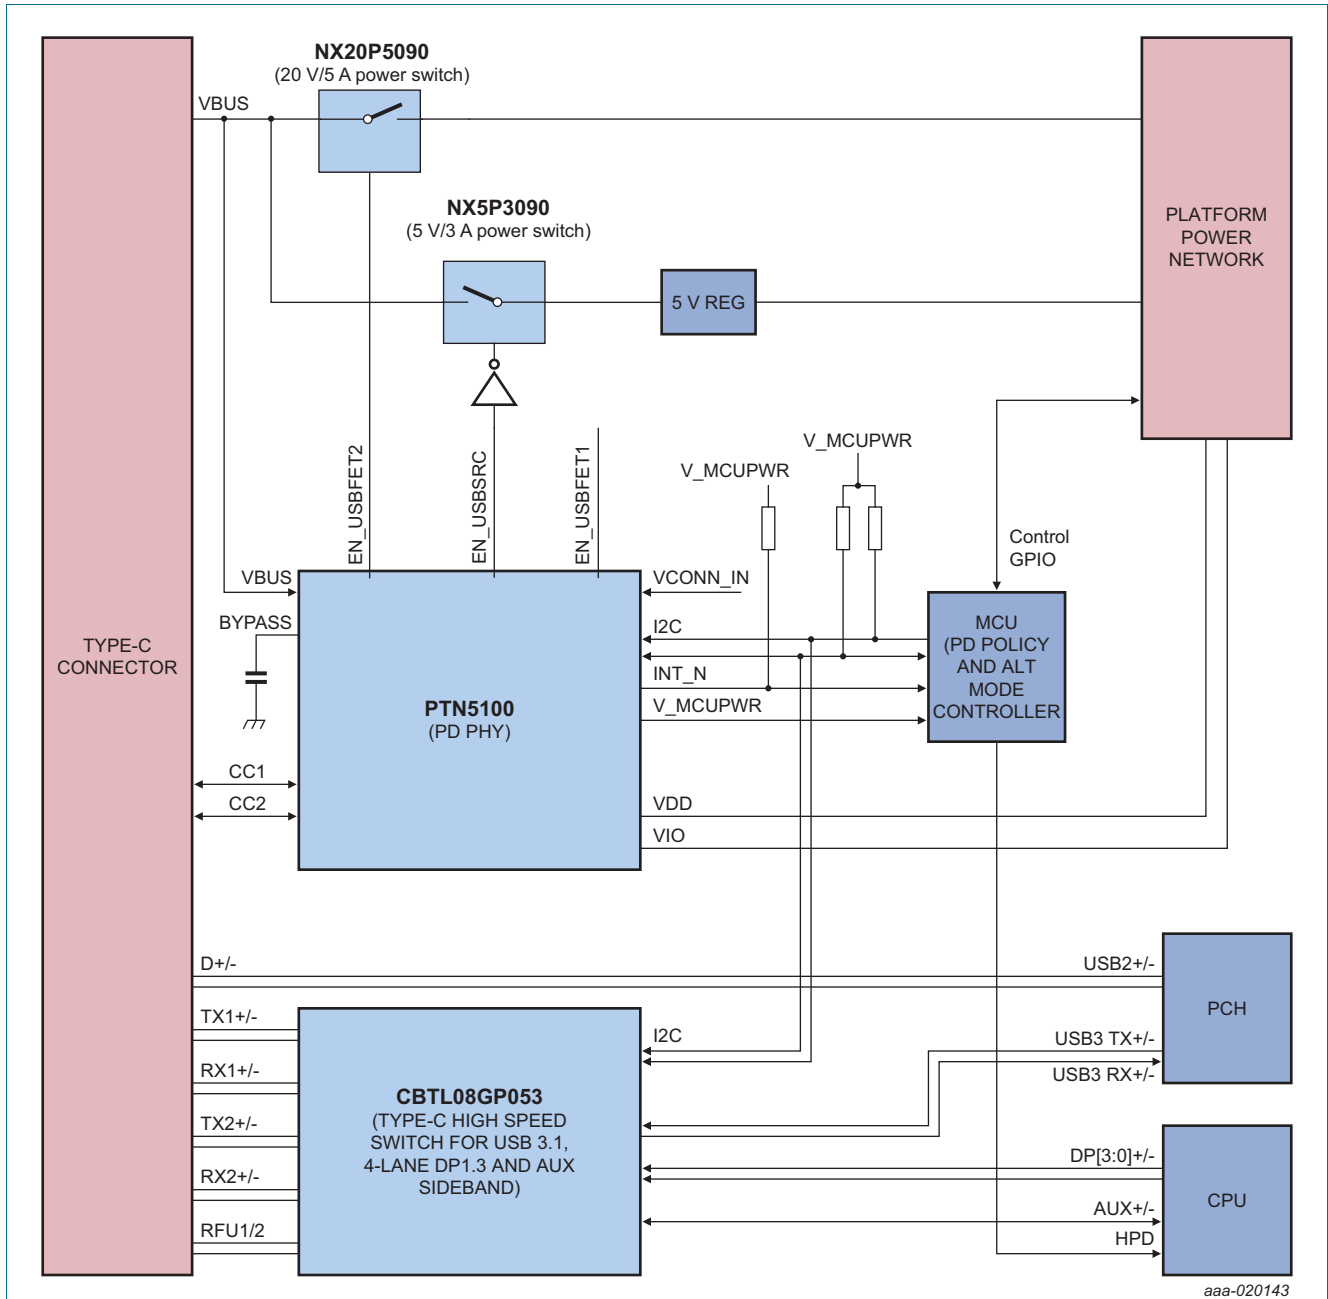 NX20P5090
(20 V/5 A power switch)
VBUS
NX5P3090
(5 V/3 A power switch)
PLATFORM
POWER
NETWORK
5 V REG
V_MCUPWR
V_MCUPWR
EN_USBFET2
EN_USBSRC
EN_USBFET1
Control
GPIO
VBUS
VCONN_IN
BYPASS
I2C
MCU
(PD POLICY
AND ALT
MODE
CONTROLLER
TYPE-C
CONNECTOR
INT_N
PTN5100
(PD PHY)
V_MCUPWR
CC1
CC2
VDD
VIO
D+/-
USB2+/-
TX1+/-
PCH
I2C
USB3 TX+/-
RX1+/-
USB3 RX+/-
CBTL08GP053
(TYPE-C HIGH SPEED
SWITCH FOR USB 3.1,
4-LANE DP1.3 AND AUX
SIDEBAND)
TX2+/-
DP[3:0]+/-
RX2+/-
CPU
AUX+/-
RFU1/2
HPD
aaa-020143